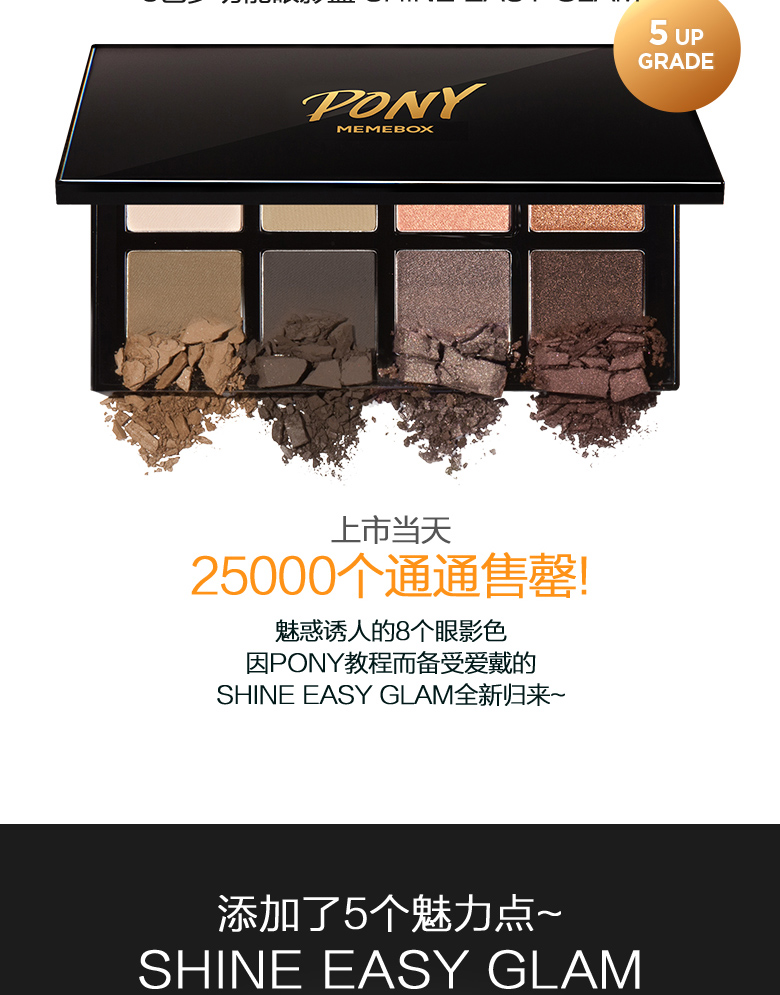 SHINE EASY GLAM
5 UP
GRADE
PONY
MEMEBOX
上市当天
25000个通通售罄!
魅惑诱人的8个眼影色
因PONY教程而备受爱戴的
SHINE EASY GLAM全新归来~
添加了5个魅力点~
SHINE EASY GLAM